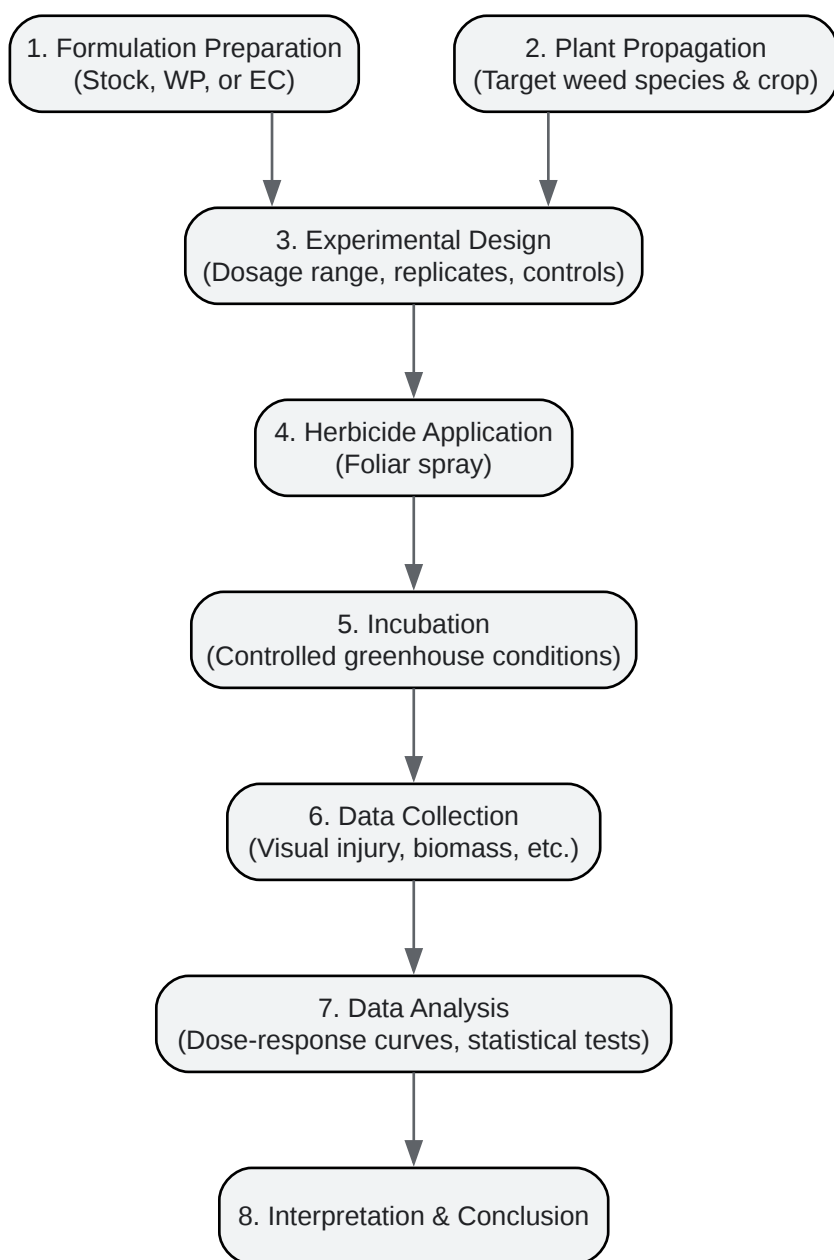 1. Formulation Preparation
(Stock, WP, or EC)
2. Plant Propagation
(Target weed species & crop)
3. Experimental Design
(Dosage range, replicates, controls)
4. Herbicide Application
(Foliar spray)
5. Incubation
(Controlled greenhouse conditions)
6. Data Collection
(Visual injury, biomass, etc.)
7. Data Analysis
(Dose-response curves, statistical tests)
8. Interpretation & Conclusion